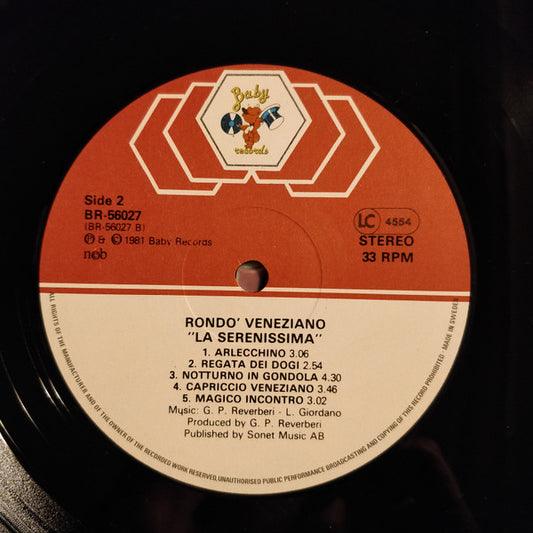 Baby
records
Side 2
BR-56027
(BR-56027 B)
℗ & © 1981 Baby Records
ncb
LC 4554
STEREO
33 RPM
RONDO' VENEZIANO
"LA SERENISSIMA"
1. ARLECCHINO 3.06
2. REGATA DEI DOGI 2.54
3. NOTTURNO IN GONDOLA 4.30
4. CAPRICCIO VENEZIANO 3.46
5. MAGICO INCONTRO 3.02
Music: G. P. Reverberi - L. Giordano
Produced by G. P. Reverberi
Published by Sonet Music AB
ALL RIGHTS OF THE MANUFACTURER AND OF THE OWNER OF THE RECORDED WORK RESERVED, UNAUTHORISED PUBLIC PERFORMANCE BROADCASTING AND COPYING OF THIS RECORD PROHIBITED · MADE IN SWEDEN